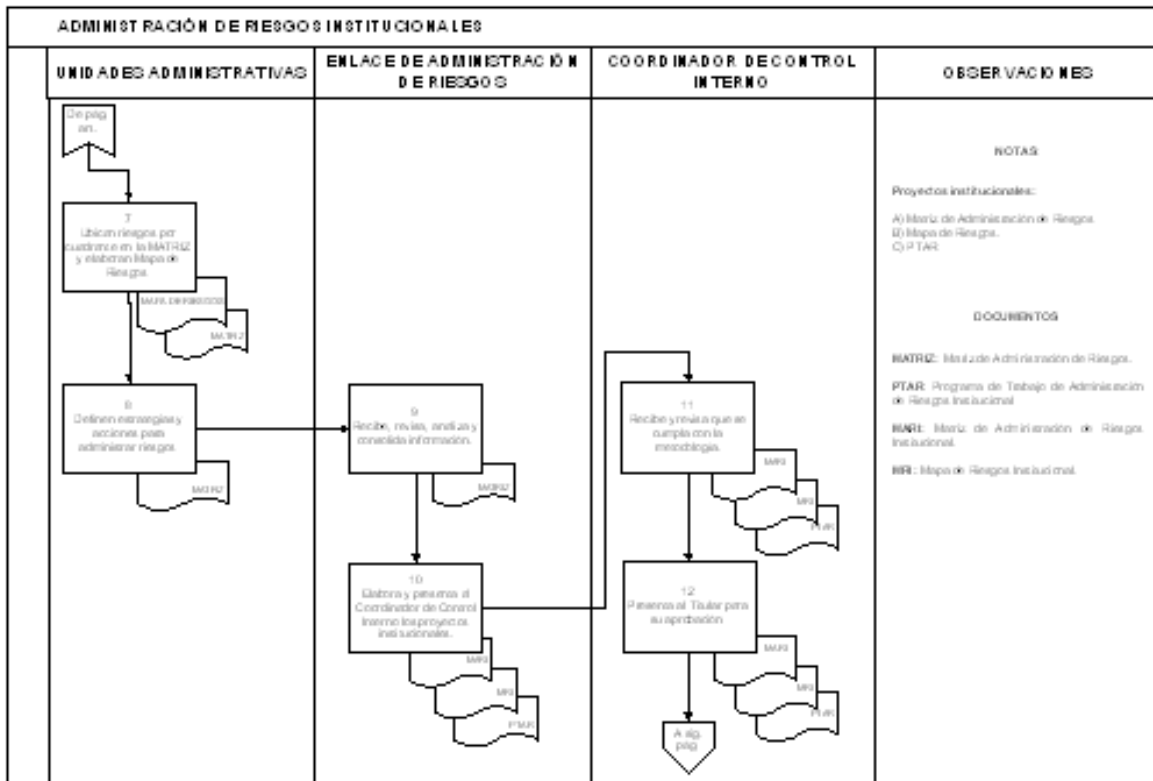 ADMINISTRACIÓN DE RIESGOS INSTITUCIONALES
UNIDADES ADMINISTRATIVAS
ENLACE DE ADMINISTRACIÓN
DE RIESGOS
COORDINADOR DE CONTROL
INTERNO
OBSERVACIONES
De pag.
an.
7
Ubican riesgos por
cuadrante en la MATRIZ
y elaboran Mapa de
Riesgos
MAPA DE RIESGOS
MATRIZ
8
Definen estrategias y
acciones para
administrar riesgos
MATRIZ
9
Recibe, revisa, analiza y
consolida información.
MATRIZ
10
Elabora y presenta al
Coordinador de Control
Interno los proyectos
institucionales.
MARI
MRI
PTAR
11
Recibe y revisa que se
cumpla con la
metodología.
MARI
MRI
PTAR
12
Presenta al Titular para
su aprobación
MARI
MRI
PTAR
A sig.
pág
NOTAS
Proyectos institucionales:
A) Matriz de Administración de Riesgos
B) Mapa de Riesgos.
C) PTAR
DOCUMENTOS
MATRIZ: Matriz de Administración de Riesgos.
PTAR: Programa de Trabajo de Administración
de Riesgos Institucional
MARI: Matriz de Administración de Riesgos
Institucional
MRI: Mapa de Riesgos Institucional.